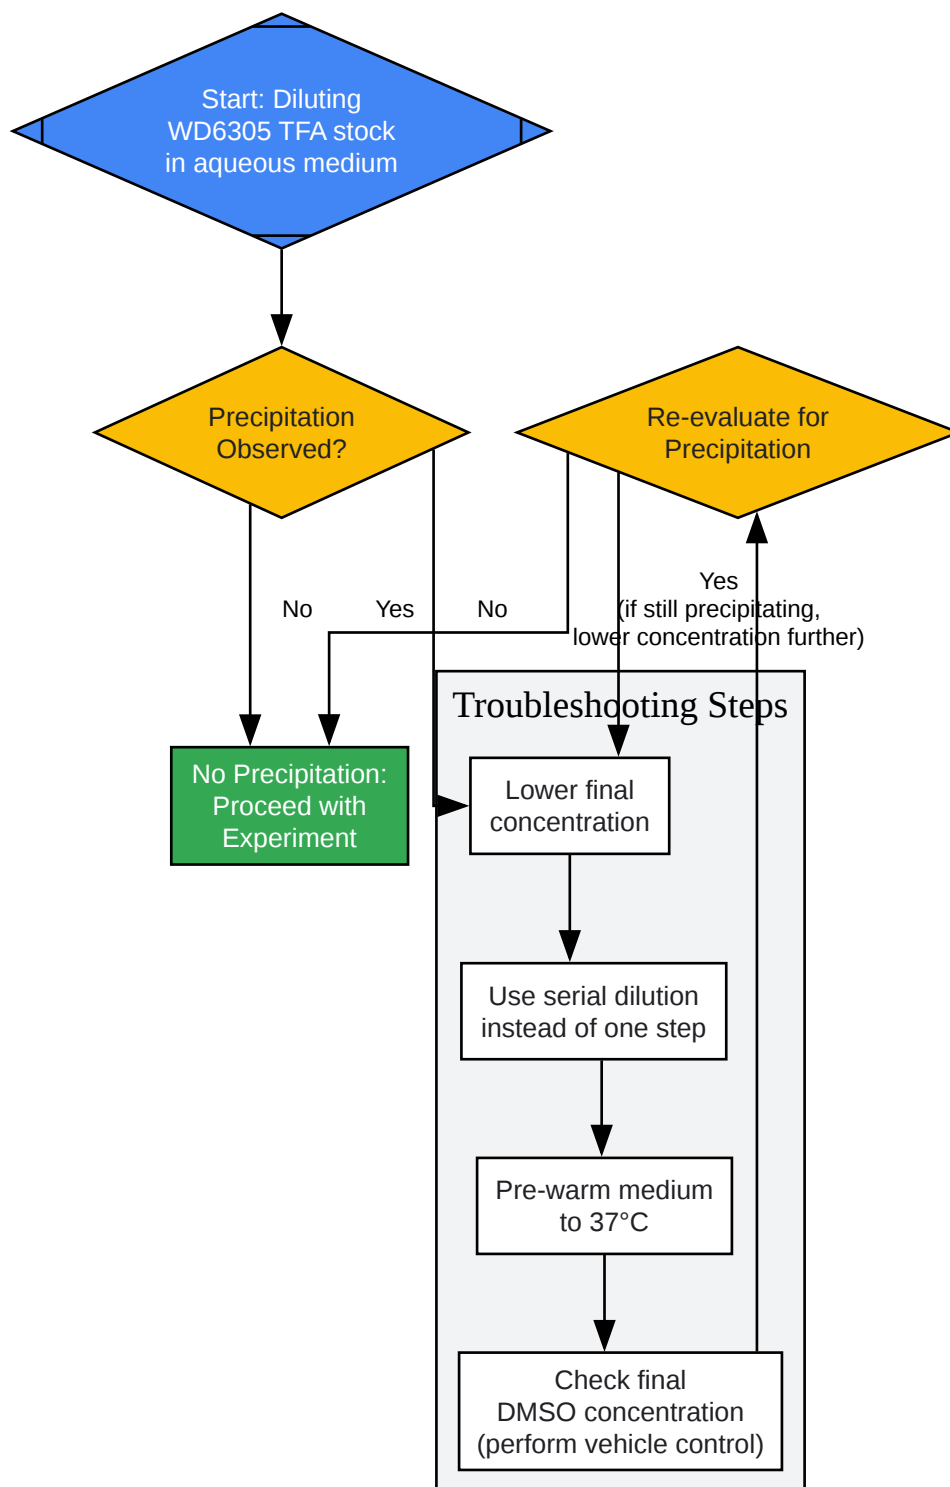 Start: Diluting
WD6305 TFA stock
in aqueous medium
Precipitation
Observed?
Re-evaluate for
Precipitation
No
Yes
No
Yes
(if still precipitating,
lower concentration further)
Troubleshooting Steps
No Precipitation:
Proceed with
Experiment
Lower final
concentration
Use serial dilution
instead of one step
Pre-warm medium
to 37°C
Check final
DMSO concentration
(perform vehicle control)